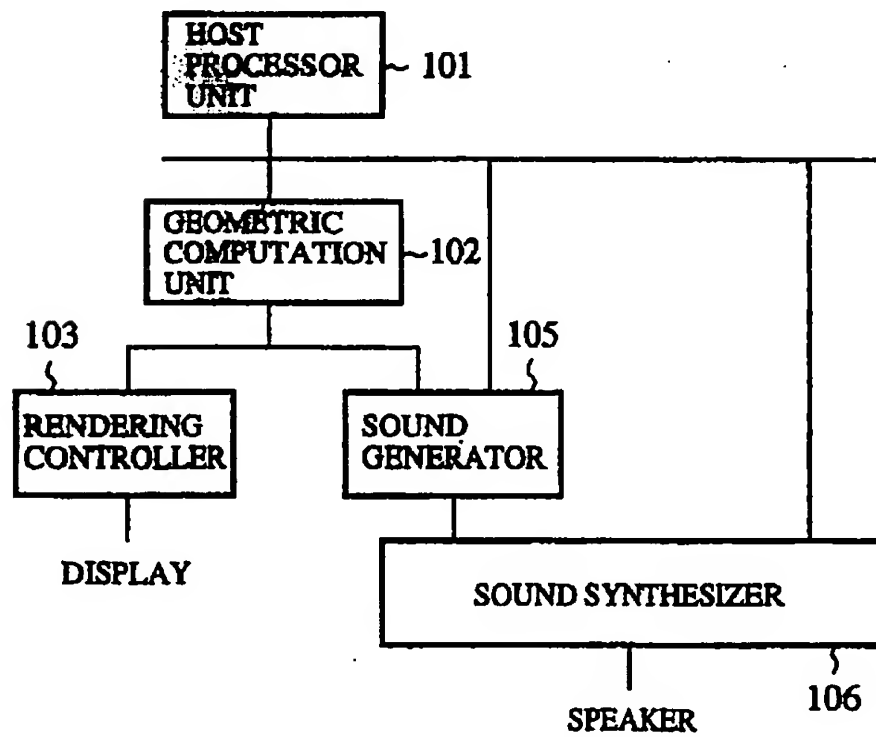 HOST
PROCESSOR
UNIT
101
GEOMETRIC
COMPUTATION
UNIT
102
103
105
RENDERING
CONTROLLER
SOUND
GENERATOR
DISPLAY
SOUND SYNTHESIZER
106
SPEAKER